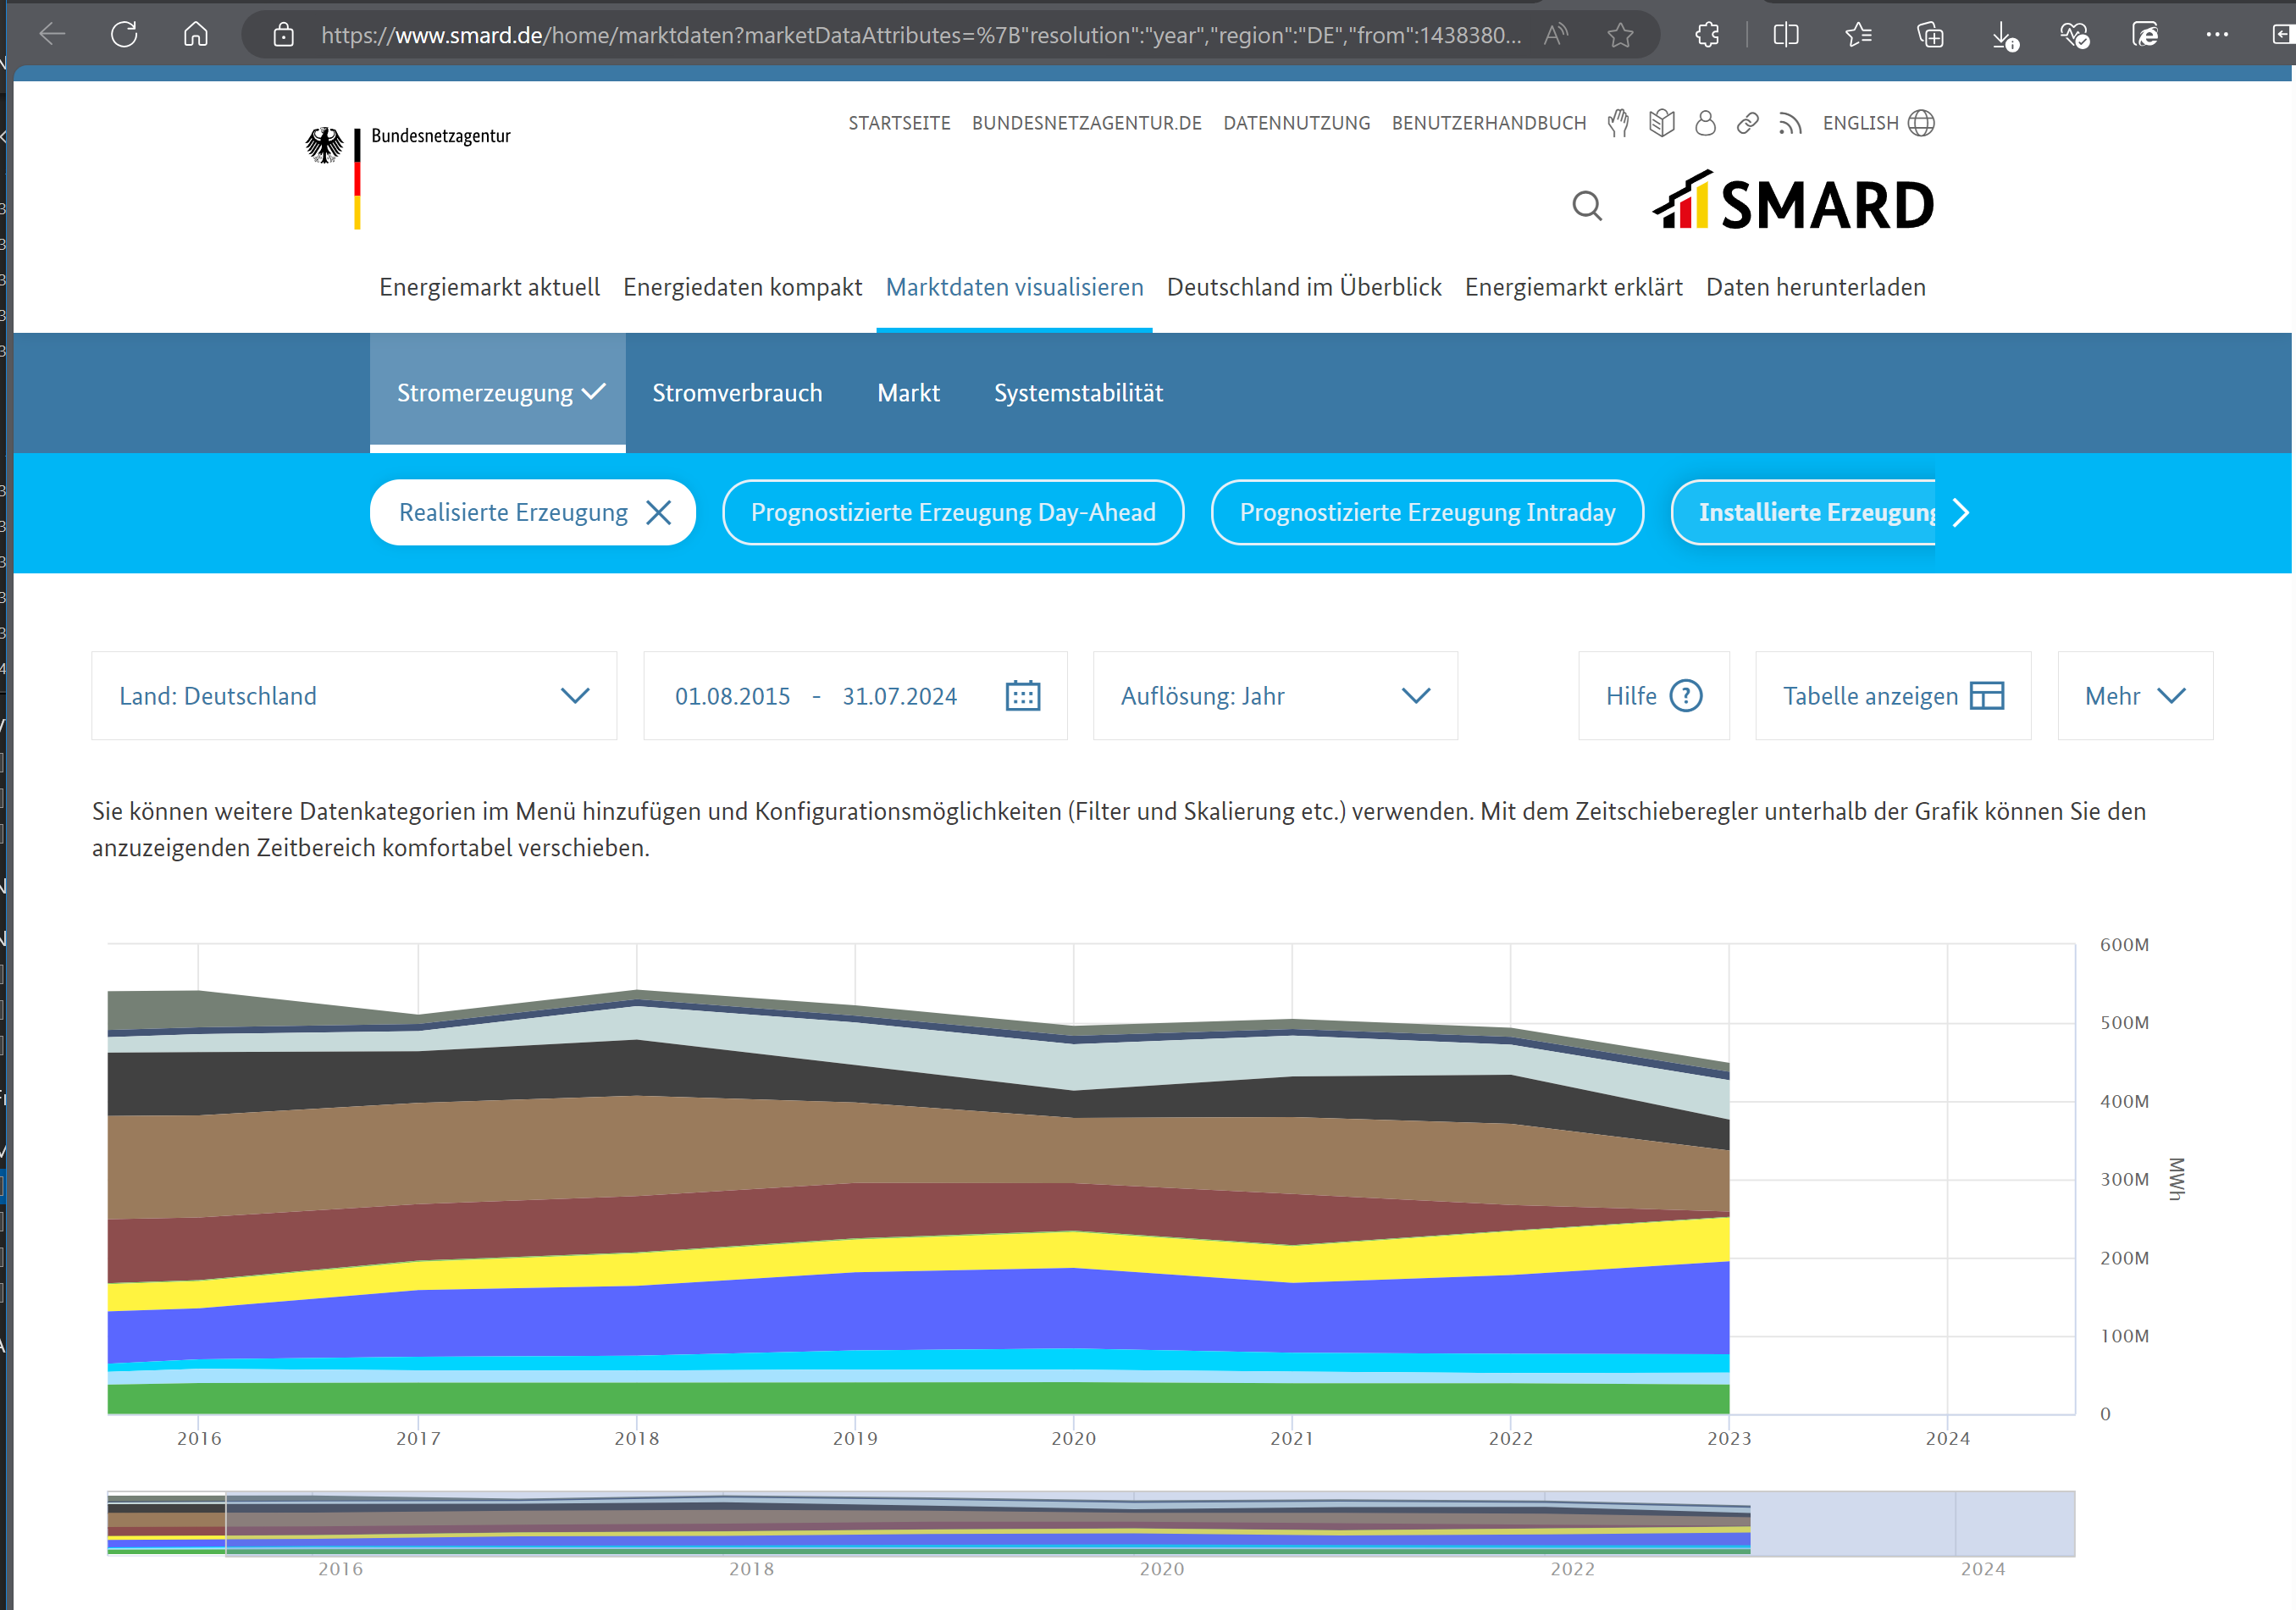 https://www.smard.de/home/marktdaten?marketDataAttributes=%7B"resolution":"year","region":"DE","from":1438380...
Bundesnetzagentur
STARTSEITE BUNDESNETZAGENTUR.DE DATENNUTZUNG BENUTZERHANDBUCH ENGLISH
SMARD
Energiemarkt aktuell Energiedaten kompakt Marktdaten visualisieren Deutschland im Überblick Energiemarkt erklärt Daten herunterladen
Stromerzeugung Stromverbrauch Markt Systemstabilität
Realisierte Erzeugung Prognostizierte Erzeugung Day-Ahead Prognostizierte Erzeugung Intraday Installierte Erzeugung
Land: Deutschland 01.08.2015 - 31.07.2024 Auflösung: Jahr Hilfe ? Tabelle anzeigen Mehr
Sie können weitere Datenkategorien im Menü hinzufügen und Konfigurationsmöglichkeiten (Filter und Skalierung etc.) verwenden. Mit dem Zeitschieberegler unterhalb der Grafik können Sie den
anzuzeigenden Zeitbereich komfortabel verschieben.
600M
500M
400M
300M
MWh
200M
100M
0
2016 2017 2018 2019 2020 2021 2022 2023 2024
2016 2018 2020 2022 2024